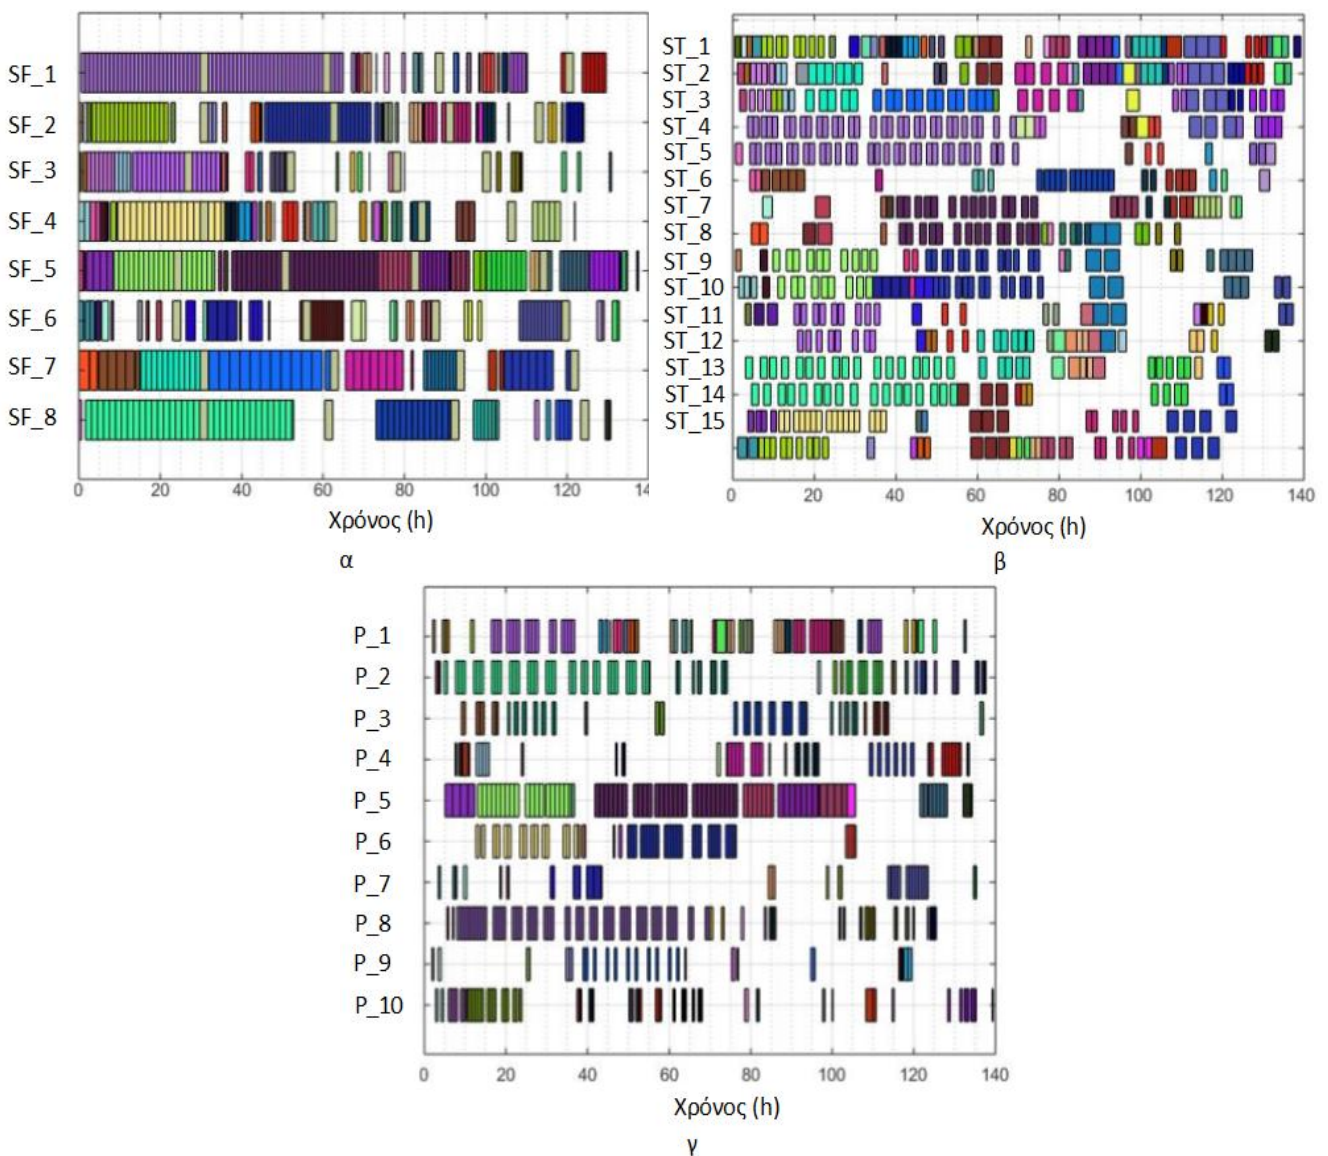 SF_1
SF_2
SF_3
SF_4
SF_5
SF_6
SF_7
SF_8
0 20 40 60 80 100 120 14
Χρόνος (h)
α
ST_1
ST_2
ST_3
ST_4
ST_5
ST_6
ST_7
ST_8
ST_9
ST_10
ST_11
ST_12
ST_13
ST_14
ST_15
0 20 40 60 80 100 120 140
Χρόνος (h)
β
P_1
P_2
P_3
P_4
P_5
P_6
P_7
P_8
P_9
P_10
0 20 40 60 80 100 120 140
Χρόνος (h)
γ